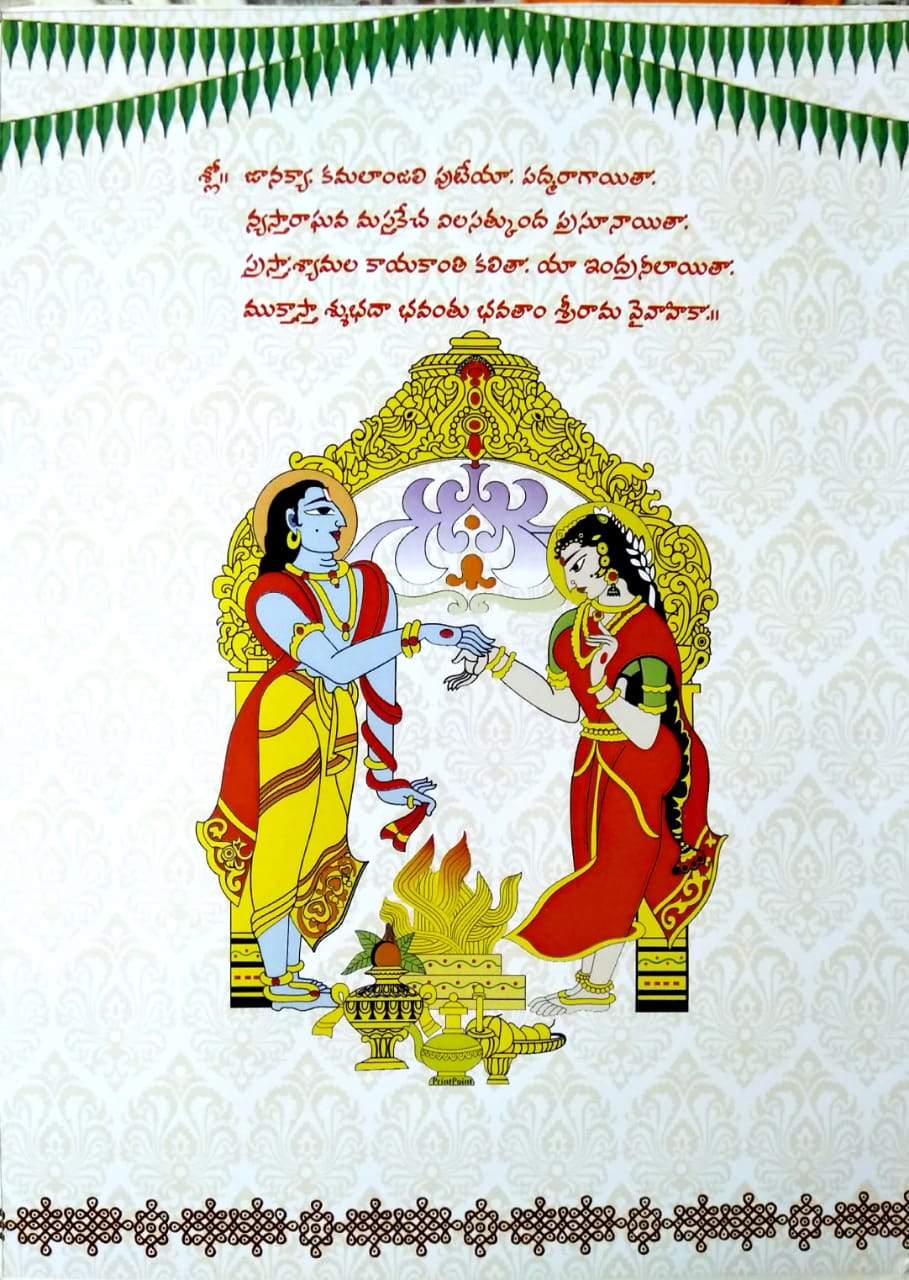 శ్లో॥ జానక్యాః కమలాంజలి పుటేయాః పద్మరాగాయితాః
న్యస్తారాఘవ మస్తకేచ విలసత్కుంద ప్రసూనాయితాః
స్రస్తాఃశ్యామల కాయకాంతి కలితాః యా ఇంద్రనీలాయితాః
ముక్తాస్తా శ్శుభదా భవంతు భవతాం శ్రీరామ వైవాహికాః॥
PrintPoint